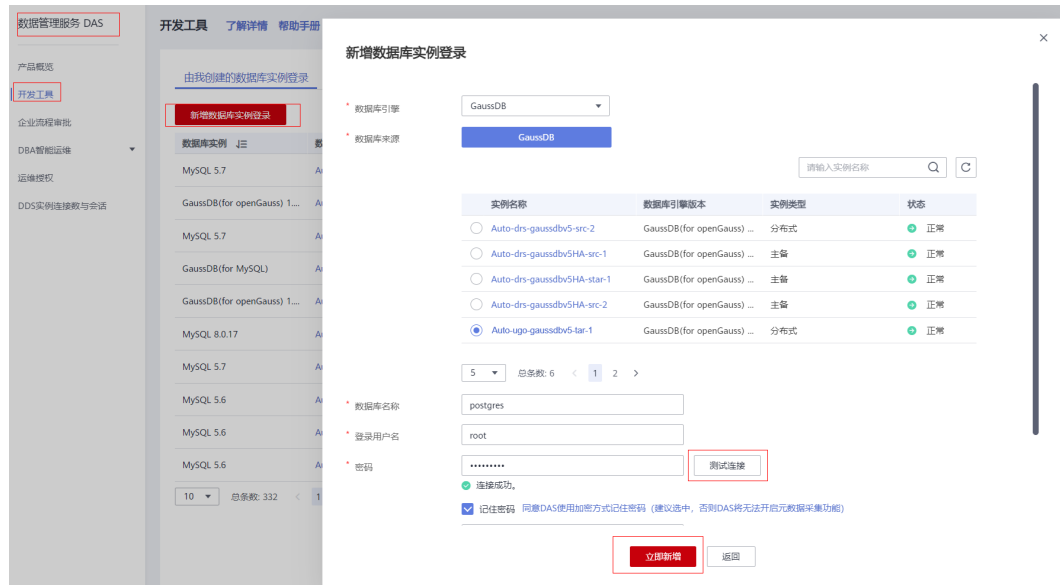 数据管理服务 DAS
产品概览
开发工具
企业流程审批
DBA智能运维
运维授权
DDS实例连接数与会话
开发工具 了解详情 帮助手册
由我创建的数据库实例登录
新增数据库实例登录
数据库实例
MySQL 5.7
GaussDB(for openGauss) 1....
MySQL 5.7
GaussDB(for MySQL)
GaussDB(for openGauss) 1....
MySQL 8.0.17
MySQL 5.7
MySQL 5.6
MySQL 5.6
MySQL 5.6
10 总条数: 332 < 1
新增数据库实例登录
* 数据库引擎 GaussDB
* 数据库来源 GaussDB
请输入实例名称
实例名称 数据库引擎版本 实例类型 状态
Auto-drs-gaussdbv5-src-2 GaussDB(for openGauss) ... 分布式 正常
Auto-drs-gaussdbv5HA-src-1 GaussDB(for openGauss) ... 主备 正常
Auto-drs-gaussdbv5HA-star-1 GaussDB(for openGauss) ... 主备 正常
Auto-drs-gaussdbv5HA-src-2 GaussDB(for openGauss) ... 主备 正常
Auto-ugo-gaussdbv5-tar-1 GaussDB(for openGauss) ... 分布式 正常
5 总条数: 6 < 1 2 >
* 数据库名称 postgres
* 登录用户名 root
* 密码 ••••••••• 测试连接
连接成功。
记住密码 同意DAS使用加密方式记住密码 (建议选中，否则DAS将无法开启元数据采集功能)
立即新增 返回